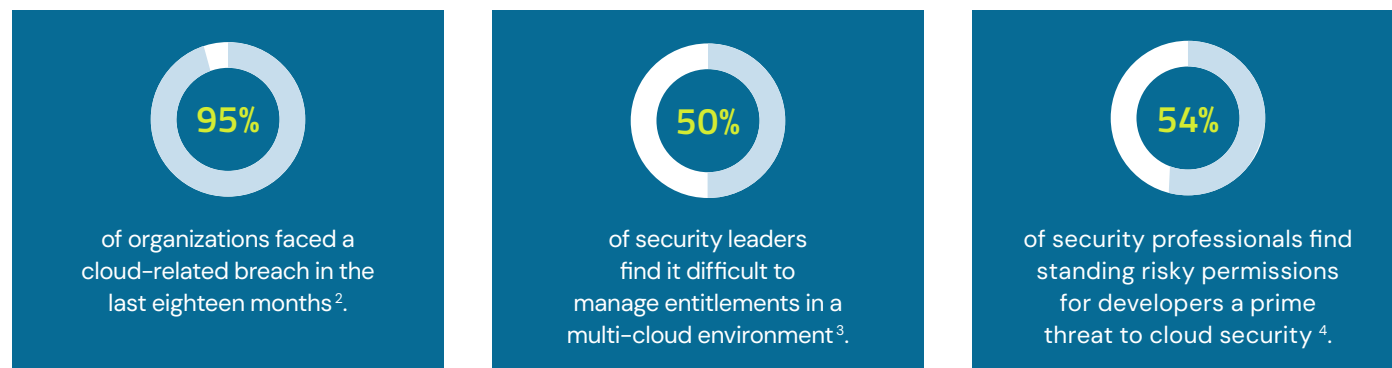 95%
of organizations faced a
cloud-related breach in the
last eighteen months ².
50%
of security leaders
find it difficult to
manage entitlements in a
multi-cloud environment ³.
54%
of security professionals find
standing risky permissions
for developers a prime
threat to cloud security ⁴.